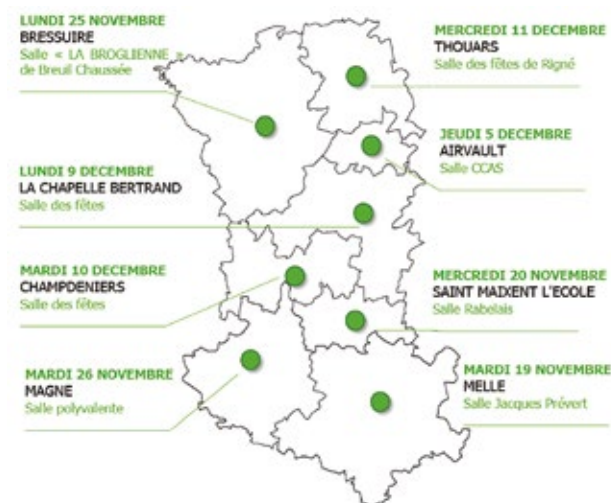 LUNDI 25 NOVEMBRE
BRESSUIRE
Salle « LA BROGLIENNE »
de Breuil Chaussée
MERCREDI 11 DECEMBRE
THOUARS
Salle des fêtes de Rigné
JEUDI 5 DECEMBRE
AIRVAULT
Salle CCAS
LUNDI 9 DECEMBRE
LA CHAPELLE BERTRAND
Salle des fêtes
MARDI 10 DECEMBRE
CHAMPDENIERS
Salle des fêtes
MERCREDI 20 NOVEMBRE
SAINT MAIXENT L'ECOLE
Salle Rabelais
MARDI 26 NOVEMBRE
MAGNE
Salle polyvalente
MARDI 19 NOVEMBRE
MELLE
Salle Jacques Prévert